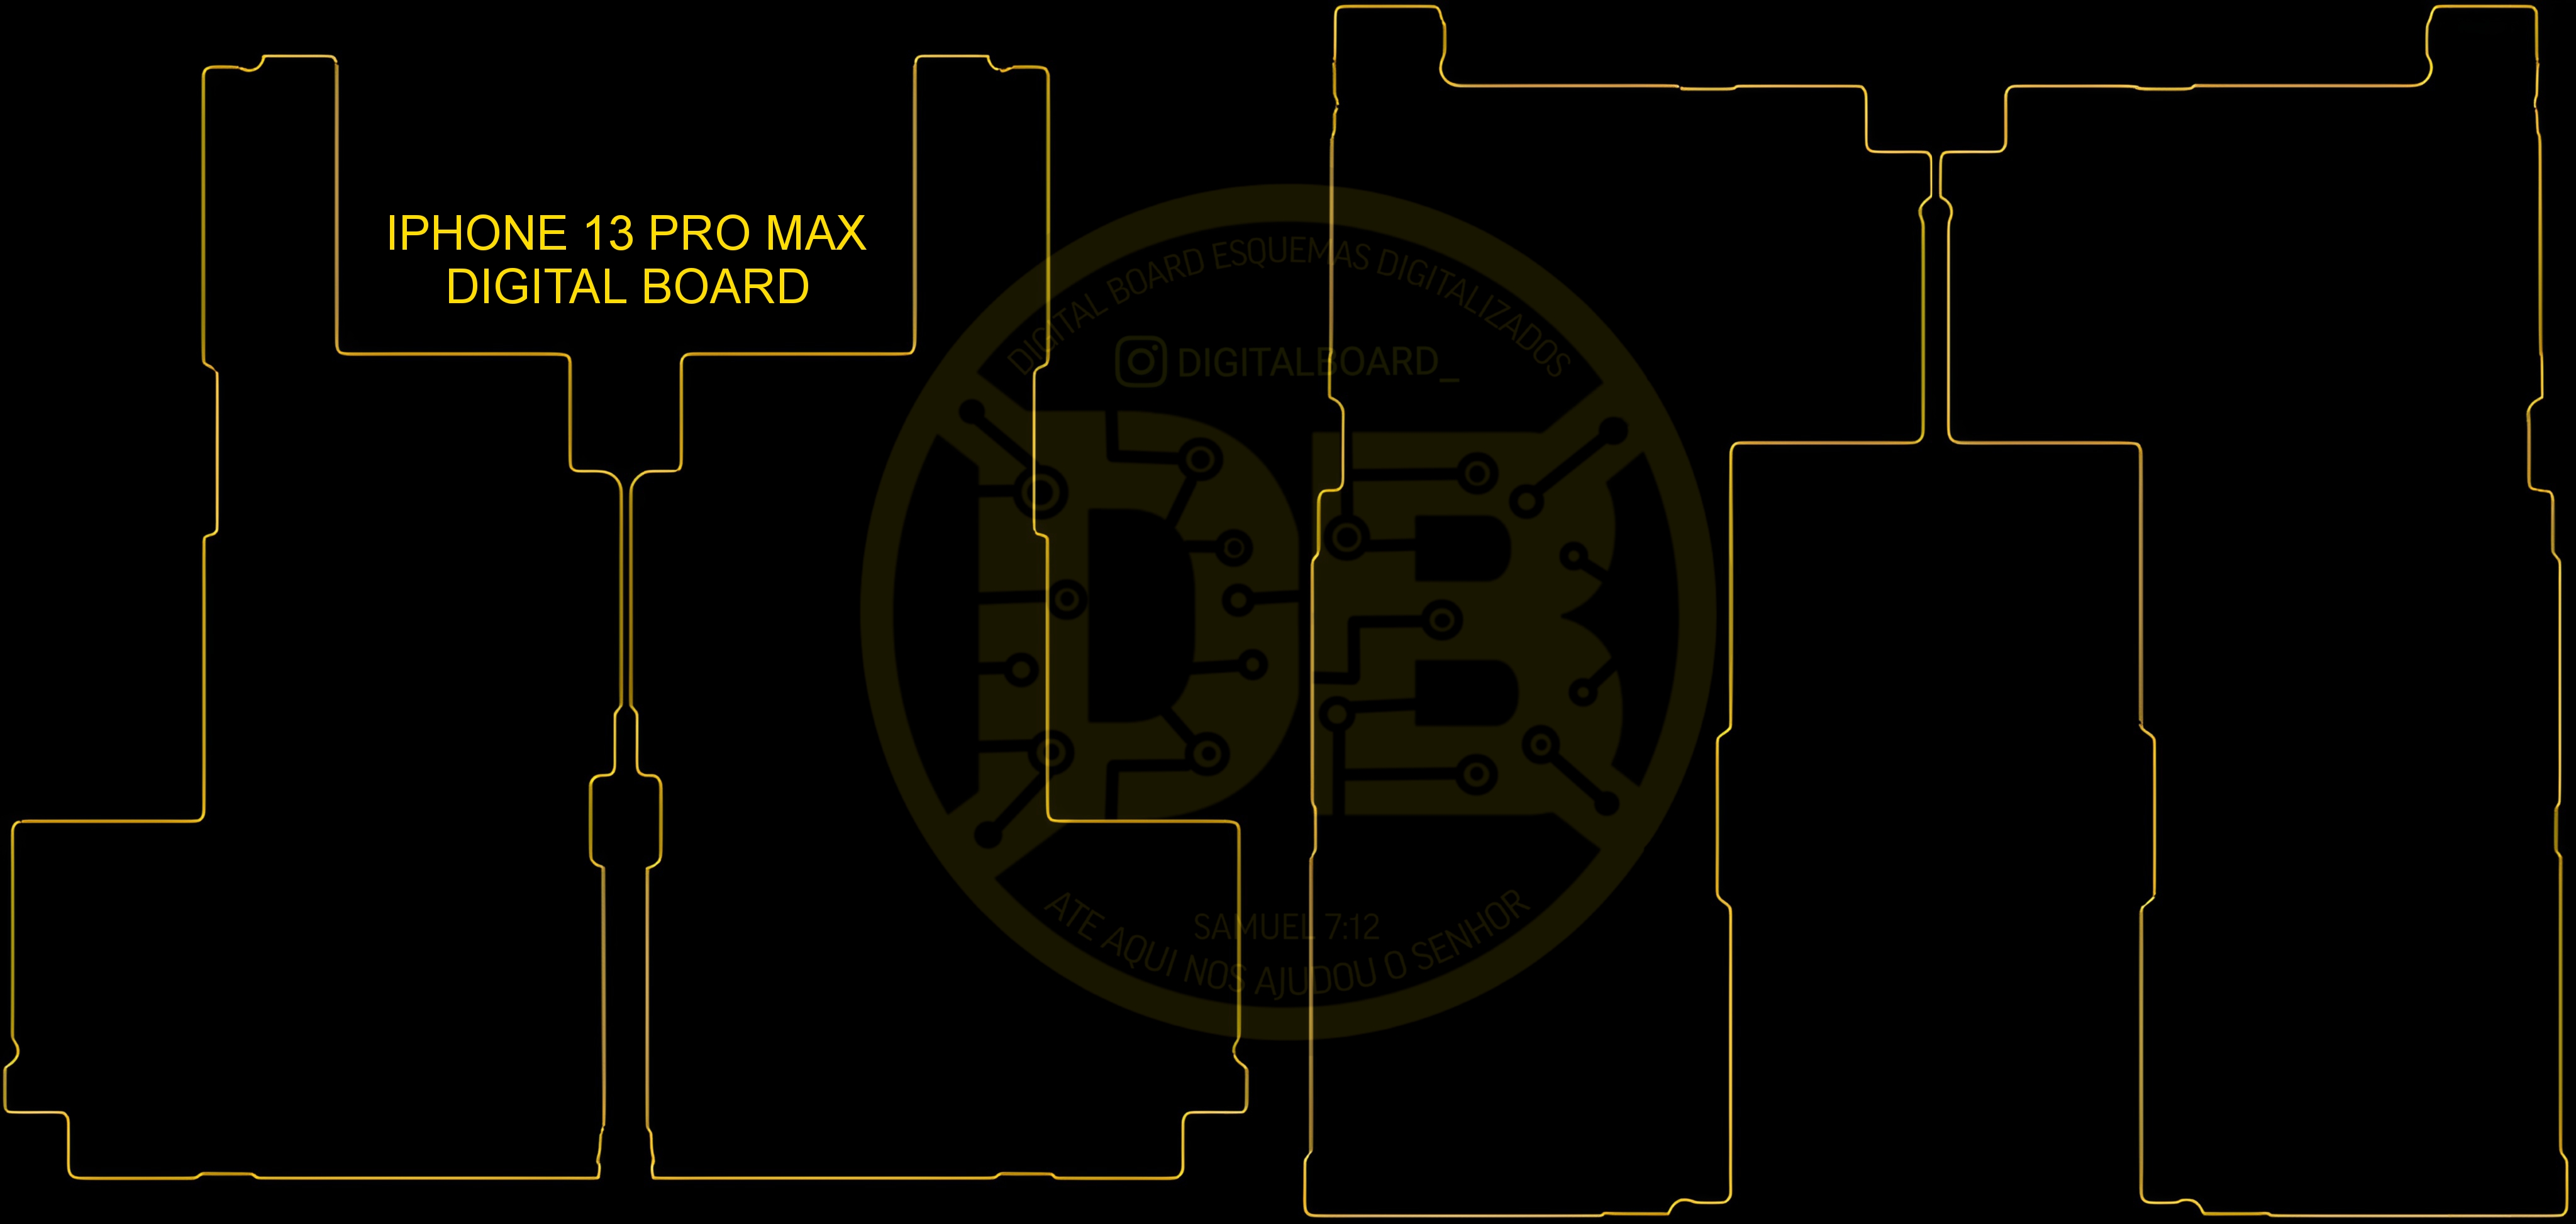 IPHONE 13 PRO MAX
DIGITAL BOARD
DIGITAL BOARD ESQUEMAS DIGITALIZADOS
DIGITALBOARD_
DB
SAMUEL 7:12
ATE AQUI NOS AJUDOU O SENHOR